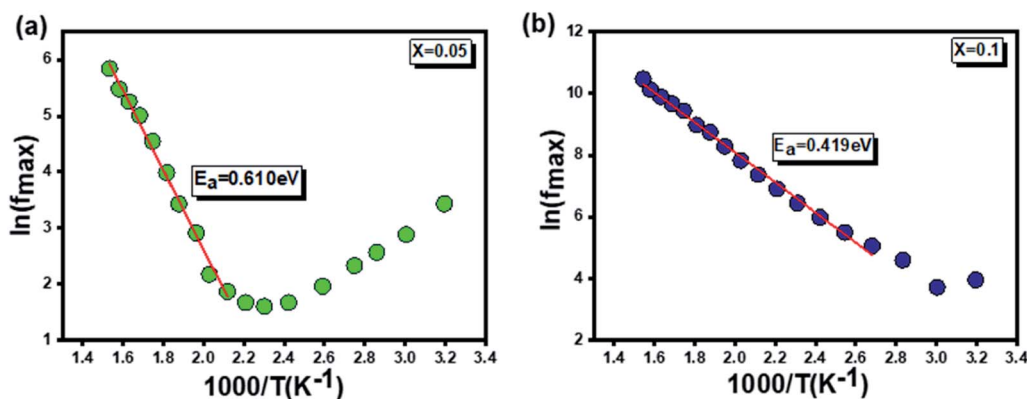 (a)
X=0.05
6
5
4
3
2
1
ln(fmax)
Ea=0.610eV
1.4 1.6 1.8 2.0 2.2 2.4 2.6 2.8 3.0 3.2 3.4
1000/T(K-1)
(b)
X=0.1
12
10
8
6
4
2
ln(fmax)
Ea=0.419eV
1.4 1.6 1.8 2.0 2.2 2.4 2.6 2.8 3.0 3.2 3.4
1000/T(K-1)